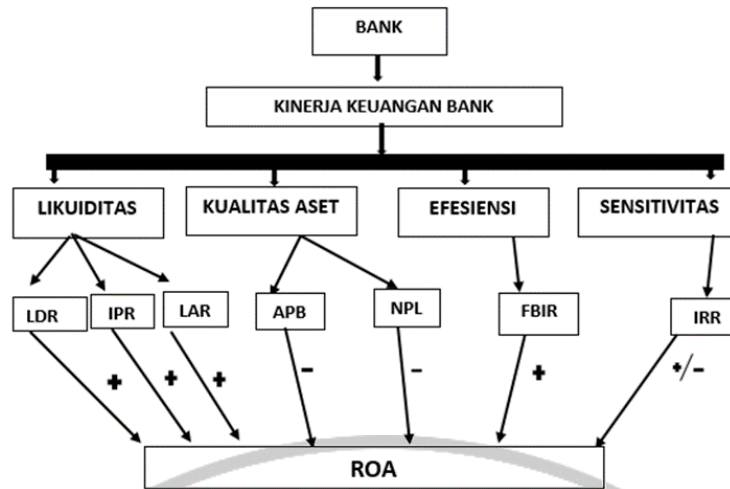 BANK
KINERJA KEUANGAN BANK
LIKUIDITAS
KUALITAS ASET
EFESIENSI
SENSITIVITAS
LDR
IPR
LAR
APB
NPL
FBIR
IRR
+
+
+
-
-
+
+/-
ROA